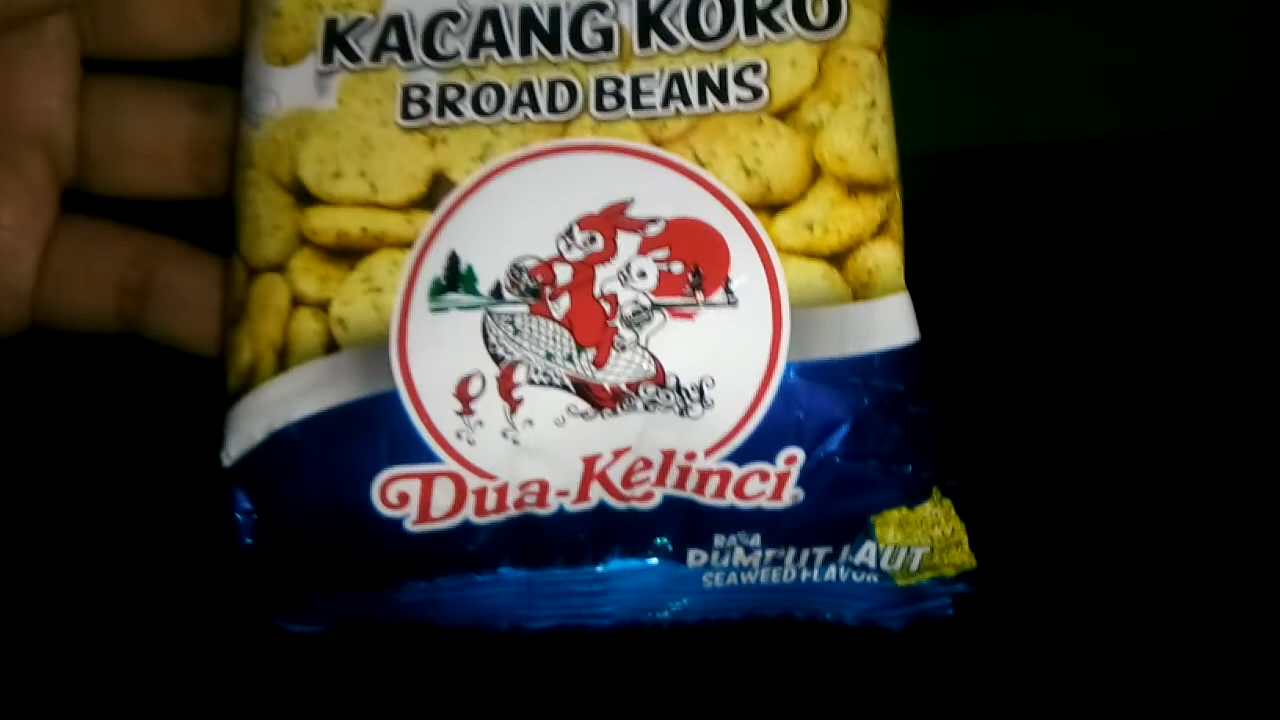 KACANG KORO
BROAD BEANS
Dua-Kelinci
RASA
RUMPUT LAUT
SEAWEED FLAVOR